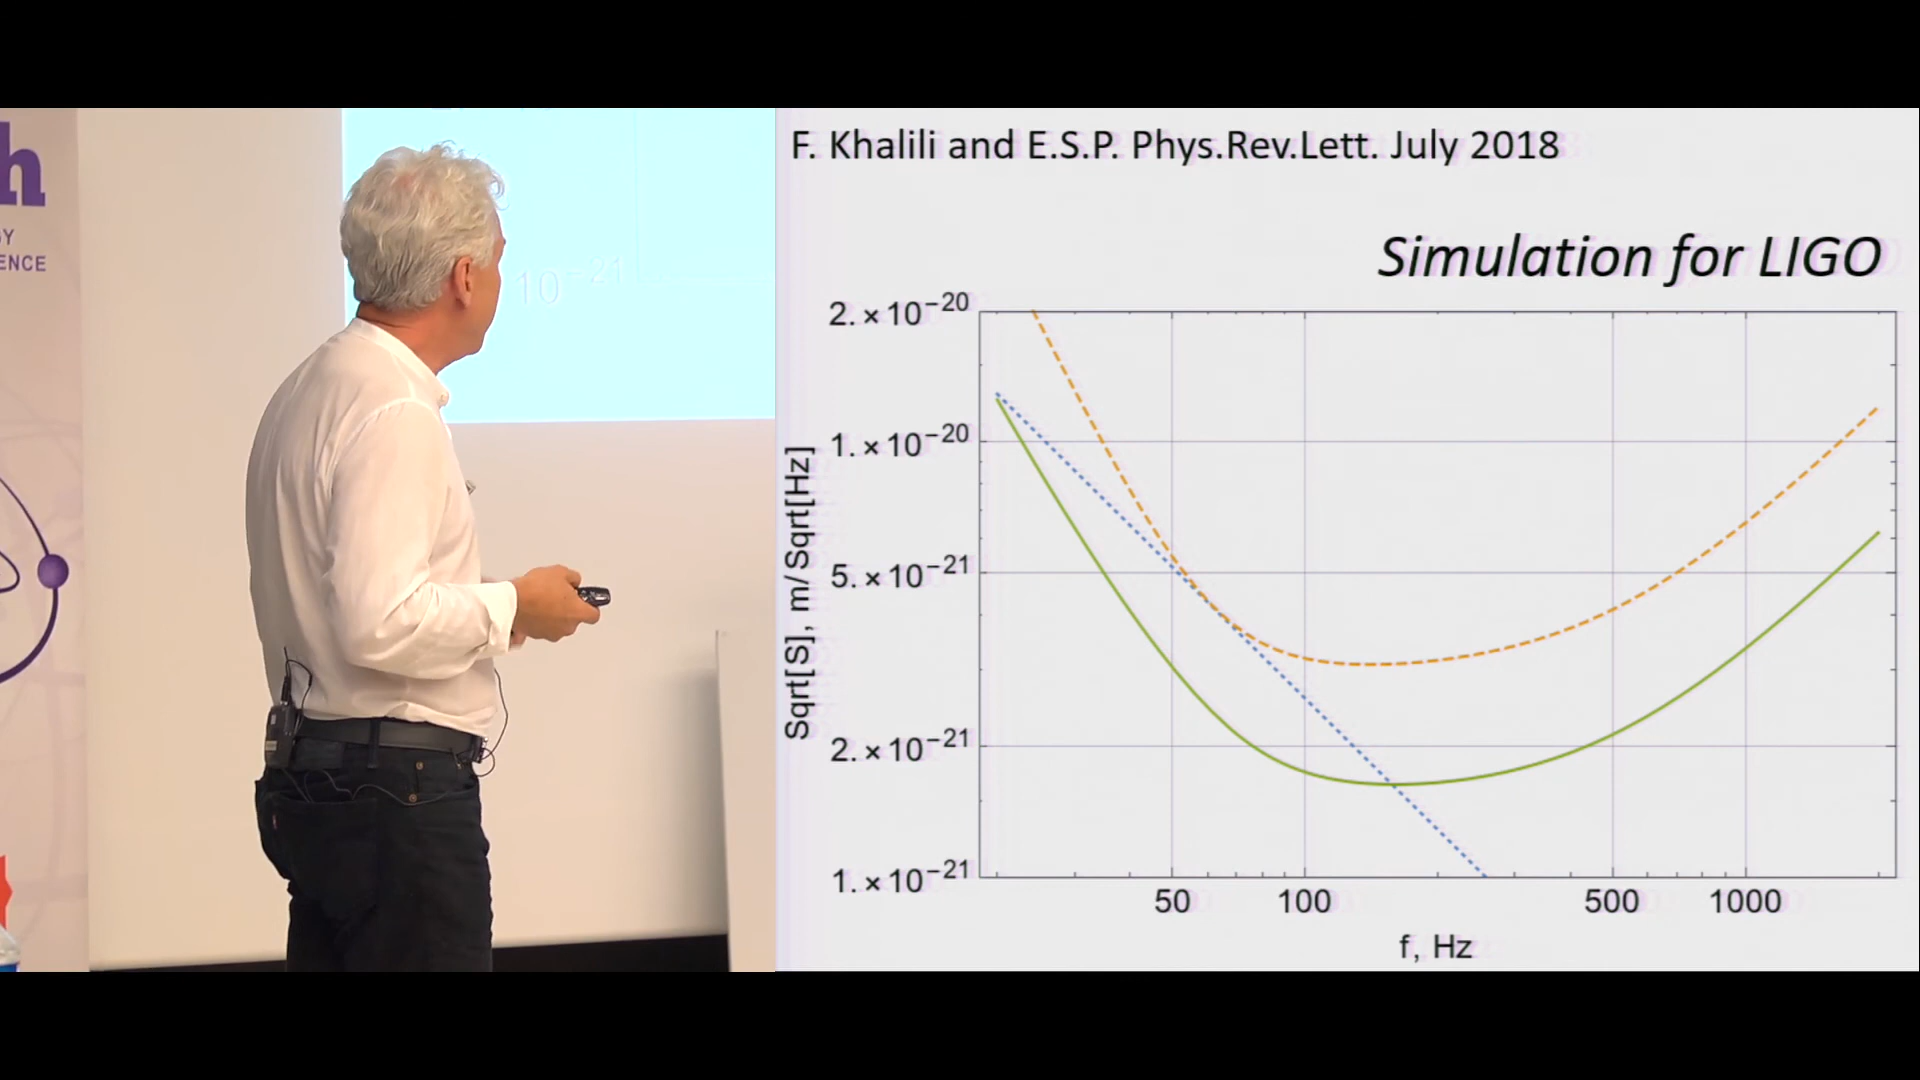 h
Y
ENCE
10⁻²¹
F. Khalili and E.S.P. Phys.Rev.Lett. July 2018
Simulation for LIGO
Sqrt[S], m/Sqrt[Hz]
2.×10⁻²⁰
1.×10⁻²⁰
5.×10⁻²¹
2.×10⁻²¹
1.×10⁻²¹
50 100 500 1000
f, Hz